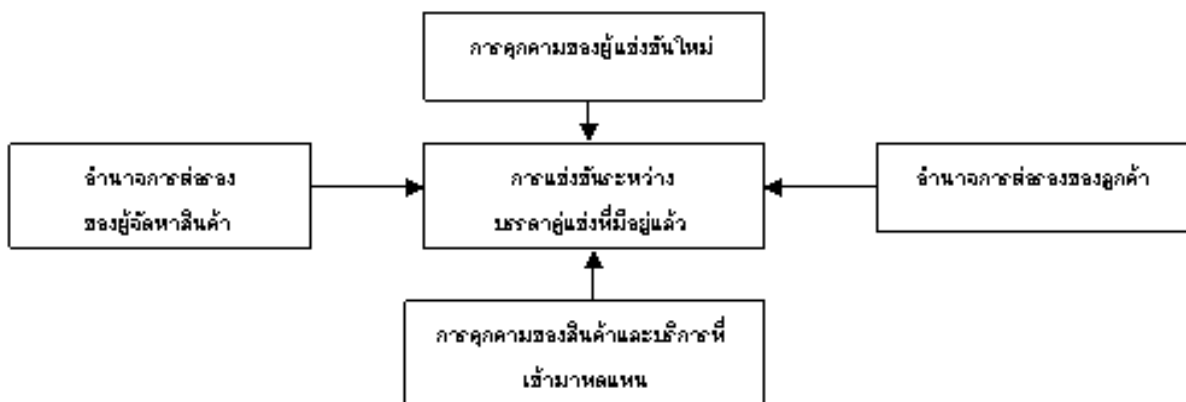 การคุกคามของผู้แข่งขันใหม่
อำนาจการต่อรอง
ของผู้จัดหาสินค้า
การแข่งขันระหว่าง
บรรดาคู่แข่งที่มีอยู่แล้ว
อำนาจการต่อรองของลูกค้า
การคุกคามของสินค้าและบริการที่
เข้ามาทดแทน